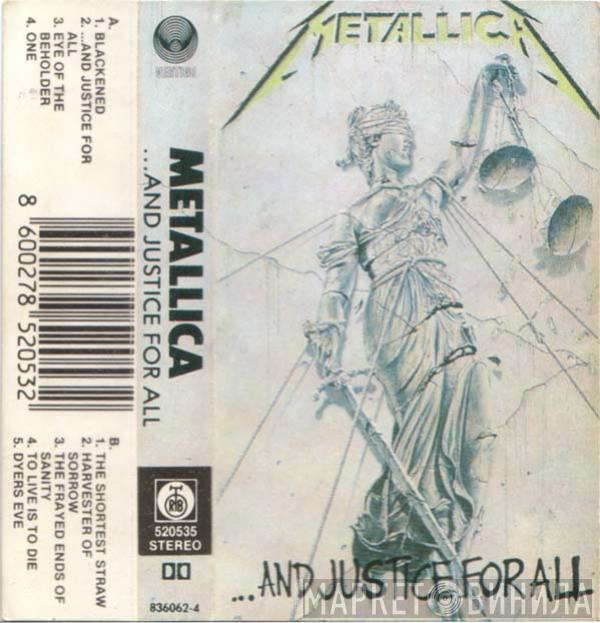 A.
1. BLACKENED
2. ...AND JUSTICE FOR
ALL
3. EYE OF THE
BEHOLDER
4. ONE
8 600278 520532
B.
1. THE SHORTEST STRAW
2. HARVESTER OF
SORROW
3. THE FRAYED ENDS OF
SANITY
4. TO LIVE IS TO DIE
5. DYERS EVE
VERTIGO
METALLICA
...AND JUSTICE FOR ALL
RTB
520535
STEREO
836062-4
METALLICA
...AND JUSTICE FOR ALL
МАРКЕТ ВИНИЛА